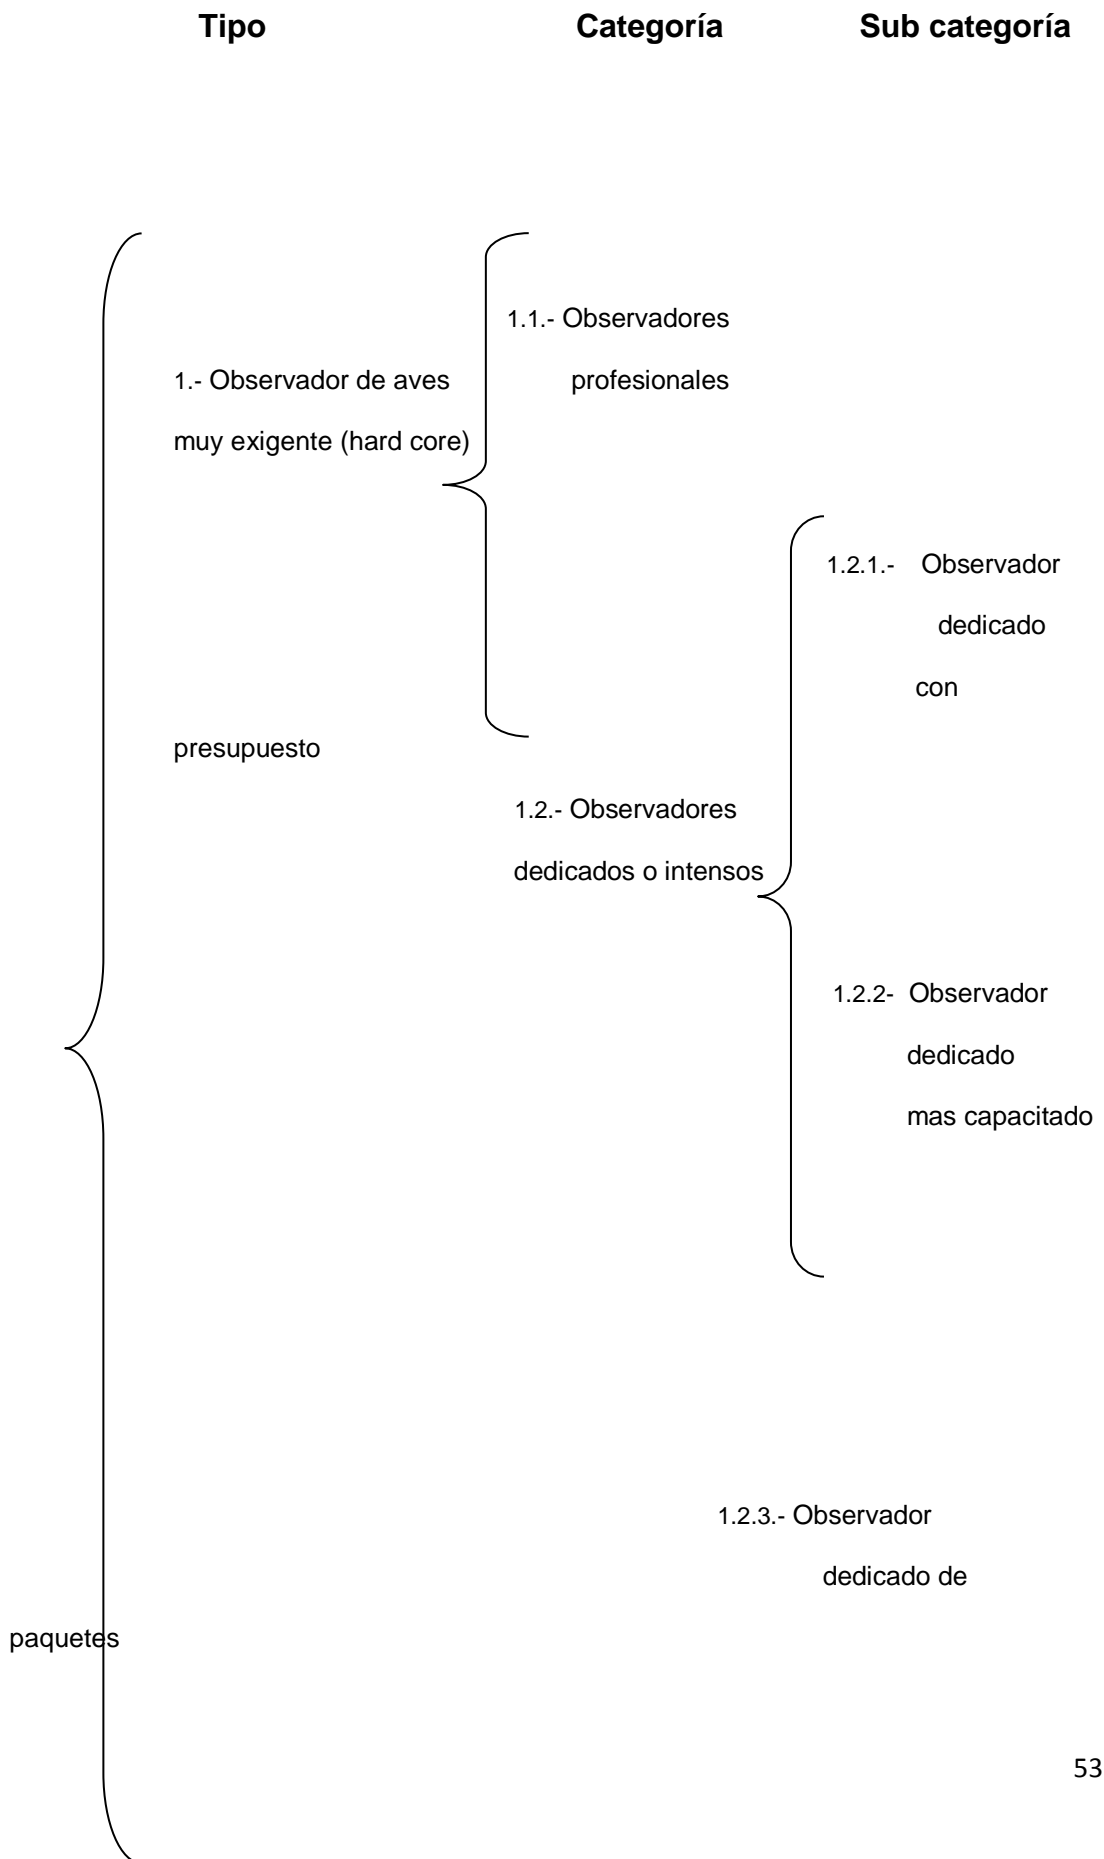 Tipo Categoría Sub categoría
1.1.- Observadores
1.- Observador de aves profesionales
muy exigente (hard core)
1.2.1.- Observador
dedicado
con
presupuesto
1.2.- Observadores
dedicados o intensos
1.2.2- Observador
dedicado
mas capacitado
1.2.3.- Observador
dedicado de
paquetes
53